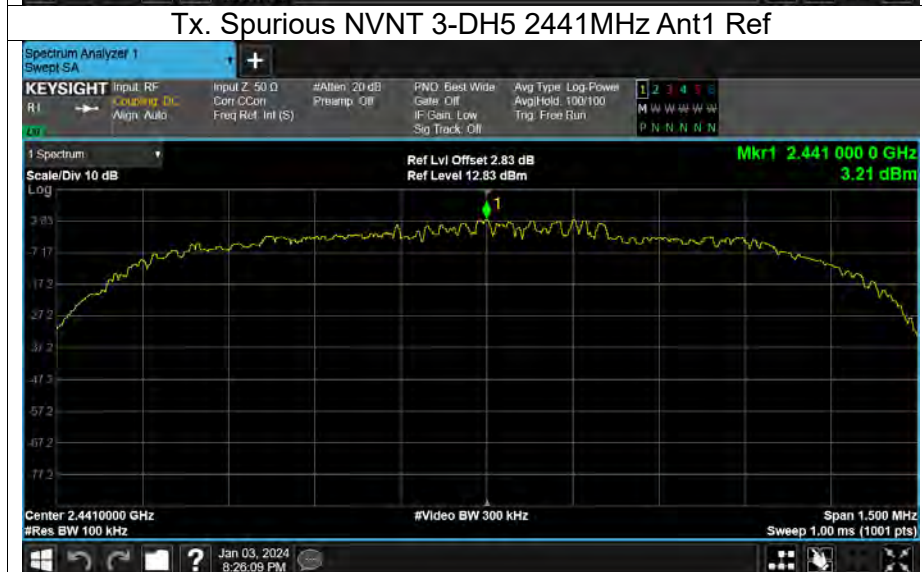 Tx. Spurious NVNT 3-DH5 2441MHz Ant1 Ref
Spectrum Analyzer 1
Swept SA
+
KEYSIGHT Input: RF
Coupling: DC
Align: Auto
Input Z: 50 Ω
Corr CCorr
Freq Ref: Int (S)
#Atten: 20 dB
Preamp: Off
PNO: Best Wide
Gate: Off
IF Gain: Low
Sig Track: Off
Avg Type: Log-Power
Avg|Hold: 100/100
Trig: Free Run
1 2 3 4 5 6
M W W W W W
P N N N N N
1 Spectrum
Scale/Div 10 dB
Ref Lvl Offset 2.83 dB
Ref Level 12.83 dBm
Mkr1 2.441 000 0 GHz
3.21 dBm
Log
1
2.83
-7.17
-17.2
-27.2
-37.2
-47.2
-57.2
-67.2
-77.2
Center 2.4410000 GHz
#Video BW 300 kHz
Span 1.500 MHz
#Res BW 100 kHz
Sweep 1.00 ms (1001 pts)
?
Jan 03, 2024
8:26:09 PM